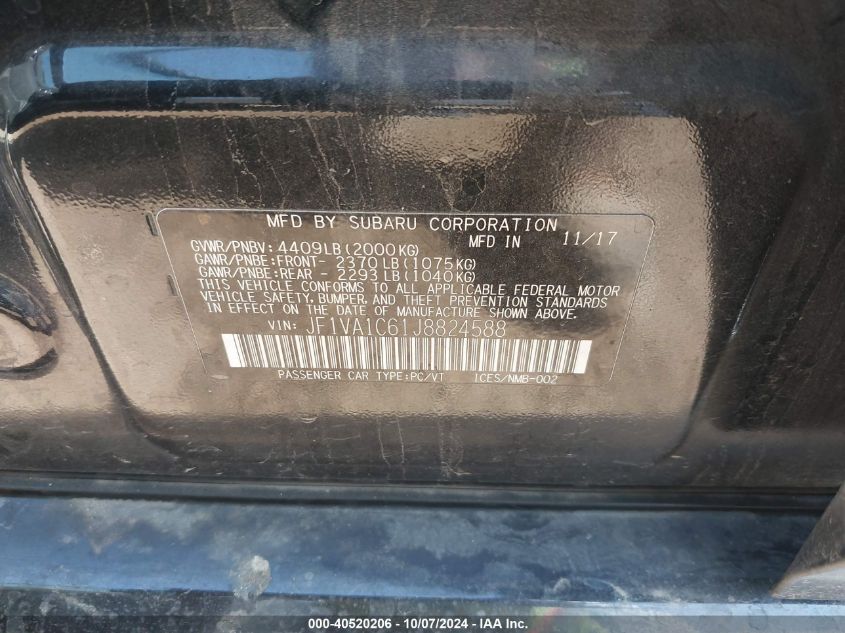 MFD BY SUBARU CORPORATION
GVWR/PNBV: 4409LB(2000KG) MFD IN 11/17
GAWR/PNBE:FRONT- 2370LB(1075KG)
GAWR/PNBE:REAR - 2293LB(1040KG)
THIS VEHICLE CONFORMS TO ALL APPLICABLE FEDERAL MOTOR
VEHICLE SAFETY, BUMPER, AND THEFT PREVENTION STANDARDS
IN EFFECT ON THE DATE OF MANUFACTURE SHOWN ABOVE.
VIN: JF1VA1C61J8824588
PASSENGER CAR TYPE:PC/VT ICES/NMB-002
000-40520206 - 10/07/2024 - IAA Inc.